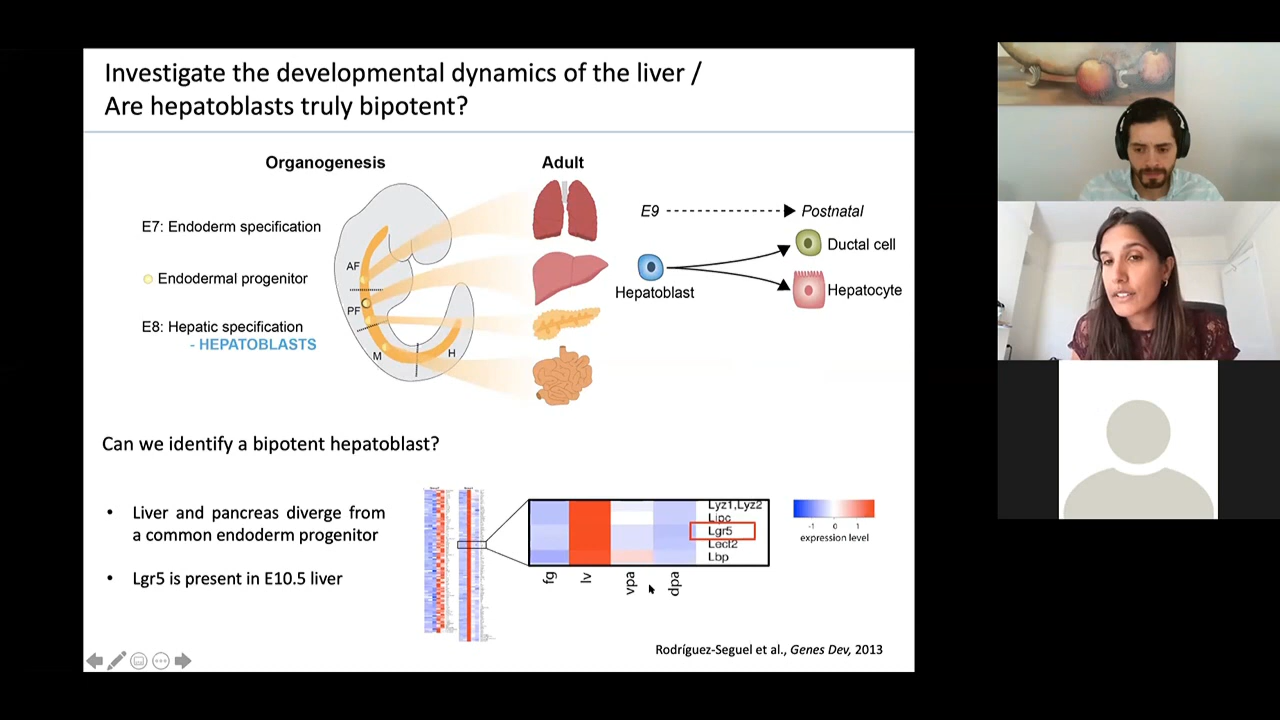 Investigate the developmental dynamics of the liver /
Are hepatoblasts truly bipotent?
Organogenesis
Adult
E7: Endoderm specification
Endodermal progenitor
E8: Hepatic specification
- HEPATOBLASTS
AF
PF
M
H
E9
Postnatal
Ductal cell
Hepatoblast
Hepatocyte
Can we identify a bipotent hepatoblast?
• Liver and pancreas diverge from
a common endoderm progenitor
• Lgr5 is present in E10.5 liver
Lyz1,Lyz2
Lipc
Lgr5
Lect2
Lbp
fg
lv
vpa
dpa
-1 0 1
expression level
Rodríguez-Seguel et al., Genes Dev, 2013